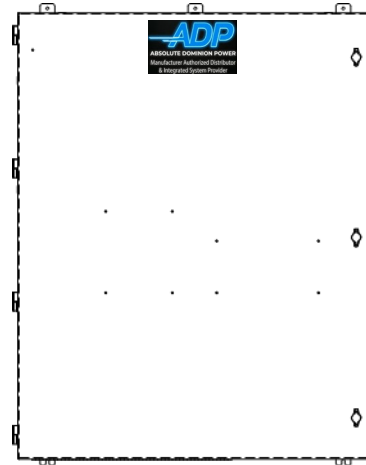 ADP
ABSOLUTE DOMINION POWER
Manufacturer Authorized Distributor
& Integrated System Provider